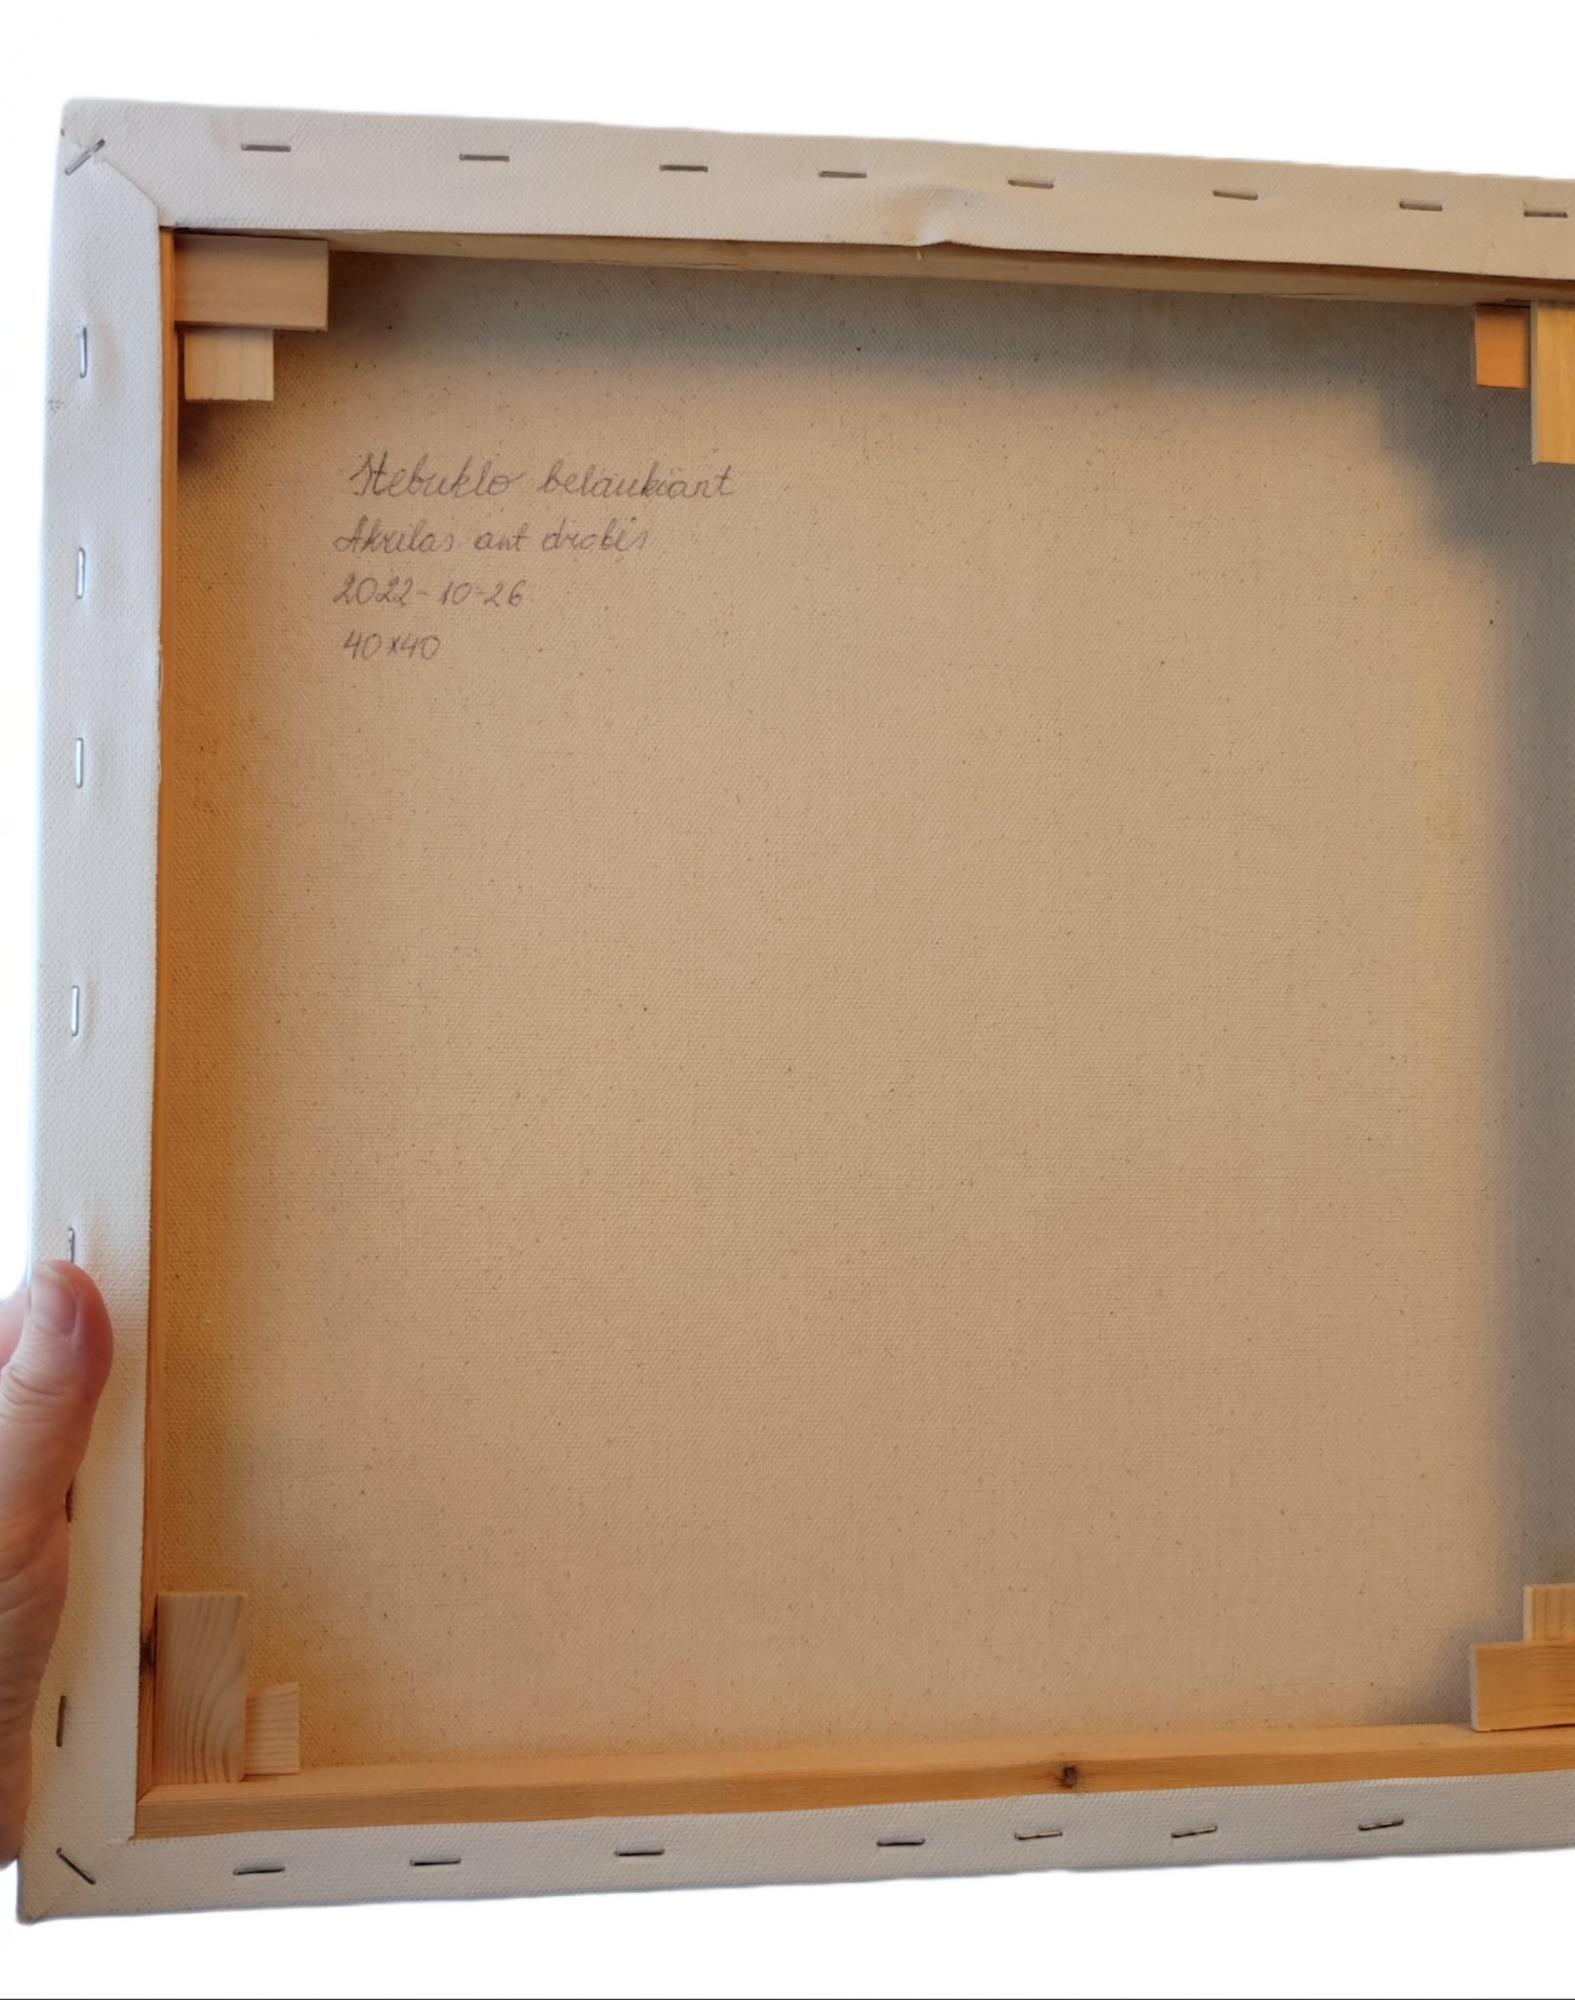 Stebuklo belaukiant
Akrilas ant drobės
2022-10-26
40x40